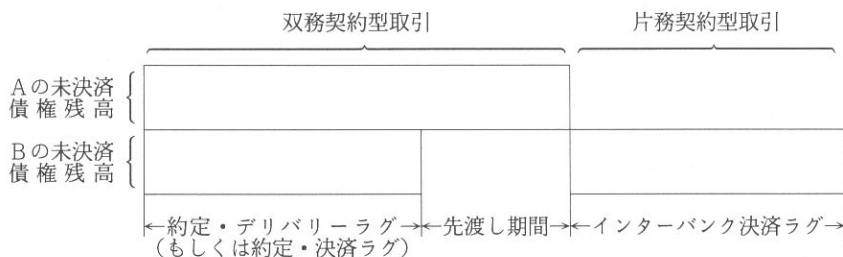 双務契約型取引
片務契約型取引
Aの未決済
債権残高
Bの未決済
債権残高
←約定・デリバリーラグ→
←先渡し期間→
←インターバンク決済ラグ→
(もしくは約定・決済ラグ)